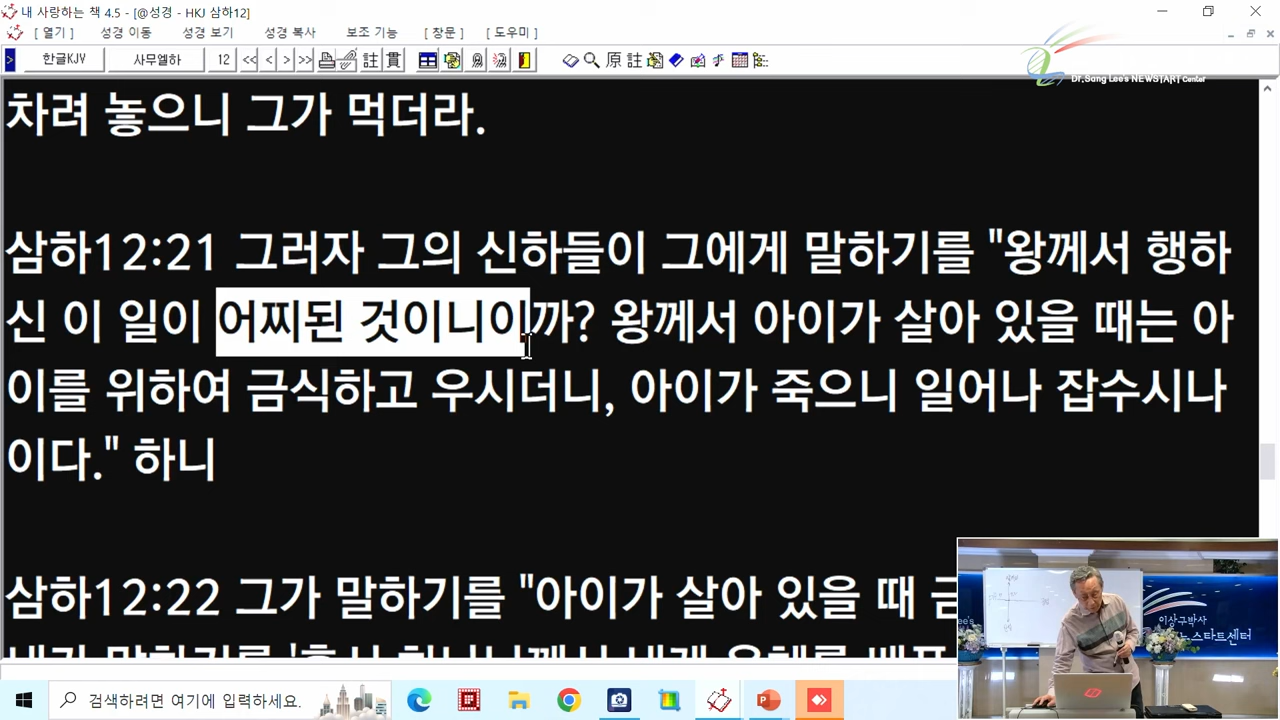 내 사랑하는 책 4.5 - [@성경 - HKJ 삼하12]
[ 열기 ] 성경 이동 성경 보기 성경 복사 보조 기능 [ 창문 ] [ 도우미 ]
한글KJV 사무엘하 12 << < > >> 註 貫 原 註
Dr.Sang Lee's NEWSTART Center
차려 놓으니 그가 먹더라.
삼하12:21 그러자 그의 신하들이 그에게 말하기를 "왕께서 행하
신 이 일이 어찌된 것이니이까? 왕께서 아이가 살아 있을 때는 아
이를 위하여 금식하고 우시더니, 아이가 죽으니 일어나 잡수시나
이다." 하니
삼하12:22 그가 말하기를 "아이가 살아 있을 때
이상구박사
뉴스타트센터
검색하려면 여기에 입력하세요.